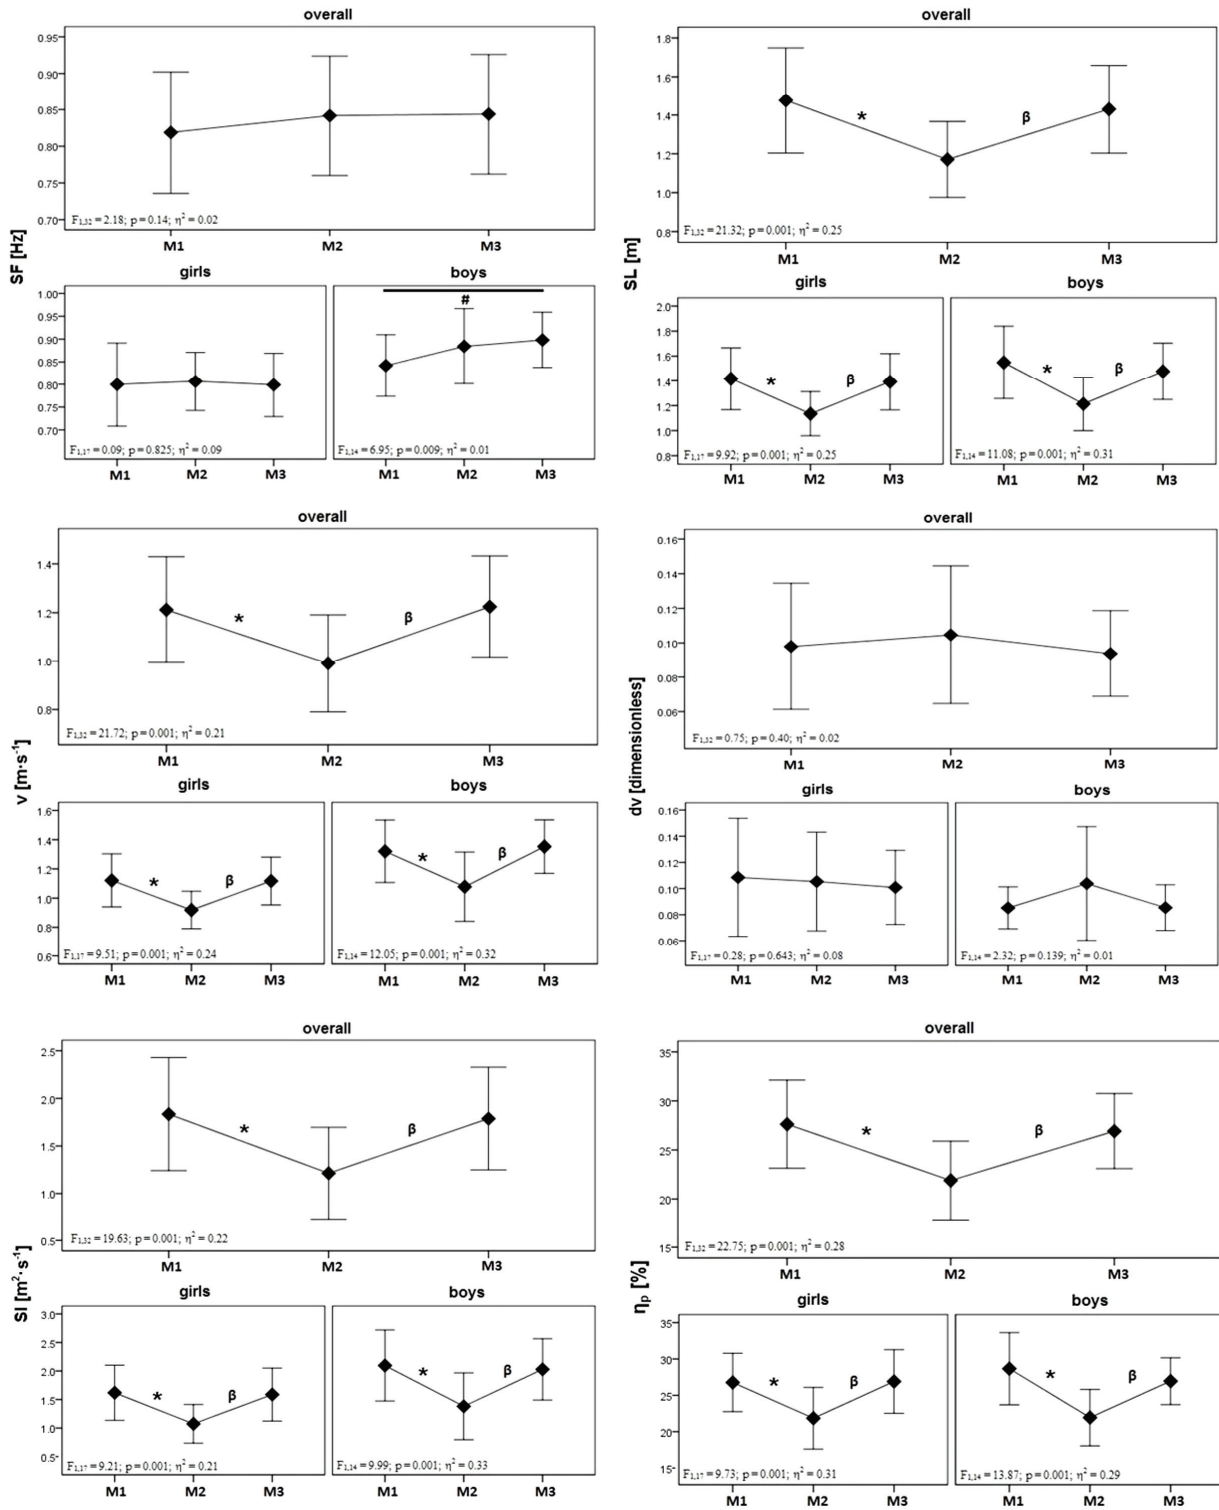 overall
SF [Hz]
0.95
0.90
0.85
0.80
0.75
0.70
F1,32 = 2.18; p = 0.14; η² = 0.02
M1 M2 M3
girls
1.00
0.95
0.90
0.85
0.80
0.75
0.70
F1,17 = 0.09; p = 0.825; η² = 0.09
M1 M2 M3
boys
#
F1,14 = 6.95; p = 0.009; η² = 0.01
M1 M2 M3
overall
SL [m]
1.8
1.6
1.4
1.2
1.0
0.8
* β
F1,32 = 21.32; p = 0.001; η² = 0.25
M1 M2 M3
girls
2.0
1.8
1.6
1.4
1.2
1.0
0.8
* β
F1,17 = 9.92; p = 0.001; η² = 0.25
M1 M2 M3
boys
* β
F1,14 = 11.08; p = 0.001; η² = 0.31
M1 M2 M3
overall
v [m·s⁻¹]
1.4
1.2
1.0
0.8
* β
F1,32 = 21.72; p = 0.001; η² = 0.21
M1 M2 M3
girls
1.6
1.4
1.2
1.0
0.8
0.6
* β
F1,17 = 9.51; p = 0.001; η² = 0.24
M1 M2 M3
boys
* β
F1,14 = 12.05; p = 0.001; η² = 0.32
M1 M2 M3
overall
dv [dimensionless]
0.16
0.14
0.12
0.10
0.08
0.06
F1,32 = 0.75; p = 0.40; η² = 0.02
M1 M2 M3
girls
0.16
0.14
0.12
0.10
0.08
0.06
F1,17 = 0.28; p = 0.643; η² = 0.08
M1 M2 M3
boys
F1,14 = 2.32; p = 0.139; η² = 0.01
M1 M2 M3
overall
SI [m²·s⁻¹]
2.5
2.0
1.5
1.0
0.5
* β
F1,32 = 19.63; p = 0.001; η² = 0.22
M1 M2 M3
girls
3.0
2.5
2.0
1.5
1.0
0.5
* β
F1,17 = 9.21; p = 0.001; η² = 0.21
M1 M2 M3
boys
* β
F1,14 = 9.99; p = 0.001; η² = 0.33
M1 M2 M3
overall
ηp [%]
35
30
25
20
15
* β
F1,32 = 22.75; p = 0.001; η² = 0.28
M1 M2 M3
girls
35
30
25
20
15
* β
F1,17 = 9.73; p = 0.001; η² = 0.31
M1 M2 M3
boys
* β
F1,14 = 13.87; p = 0.001; η² = 0.29
M1 M2 M3